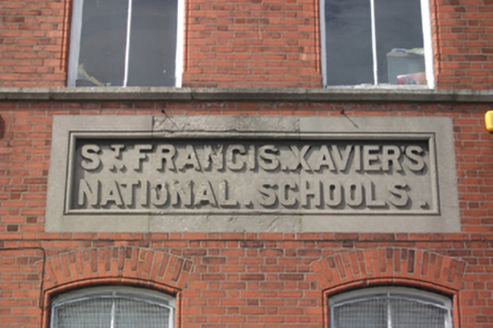 ST. FRANCIS. XAVIER'S
NATIONAL. SCHOOLS.